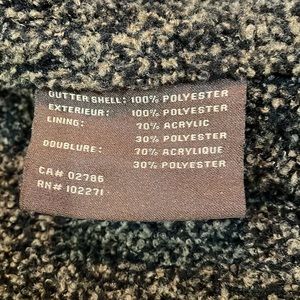 OUTTER SHELL: 100% POLYESTER
EXTERIEUR: 100% POLYESTER
LINING: 70% ACRYLIC
30% POLYESTER
DOUBLURE: 70% ACRYLIQUE
30% POLYESTER
CA# 02786
RN# 102271